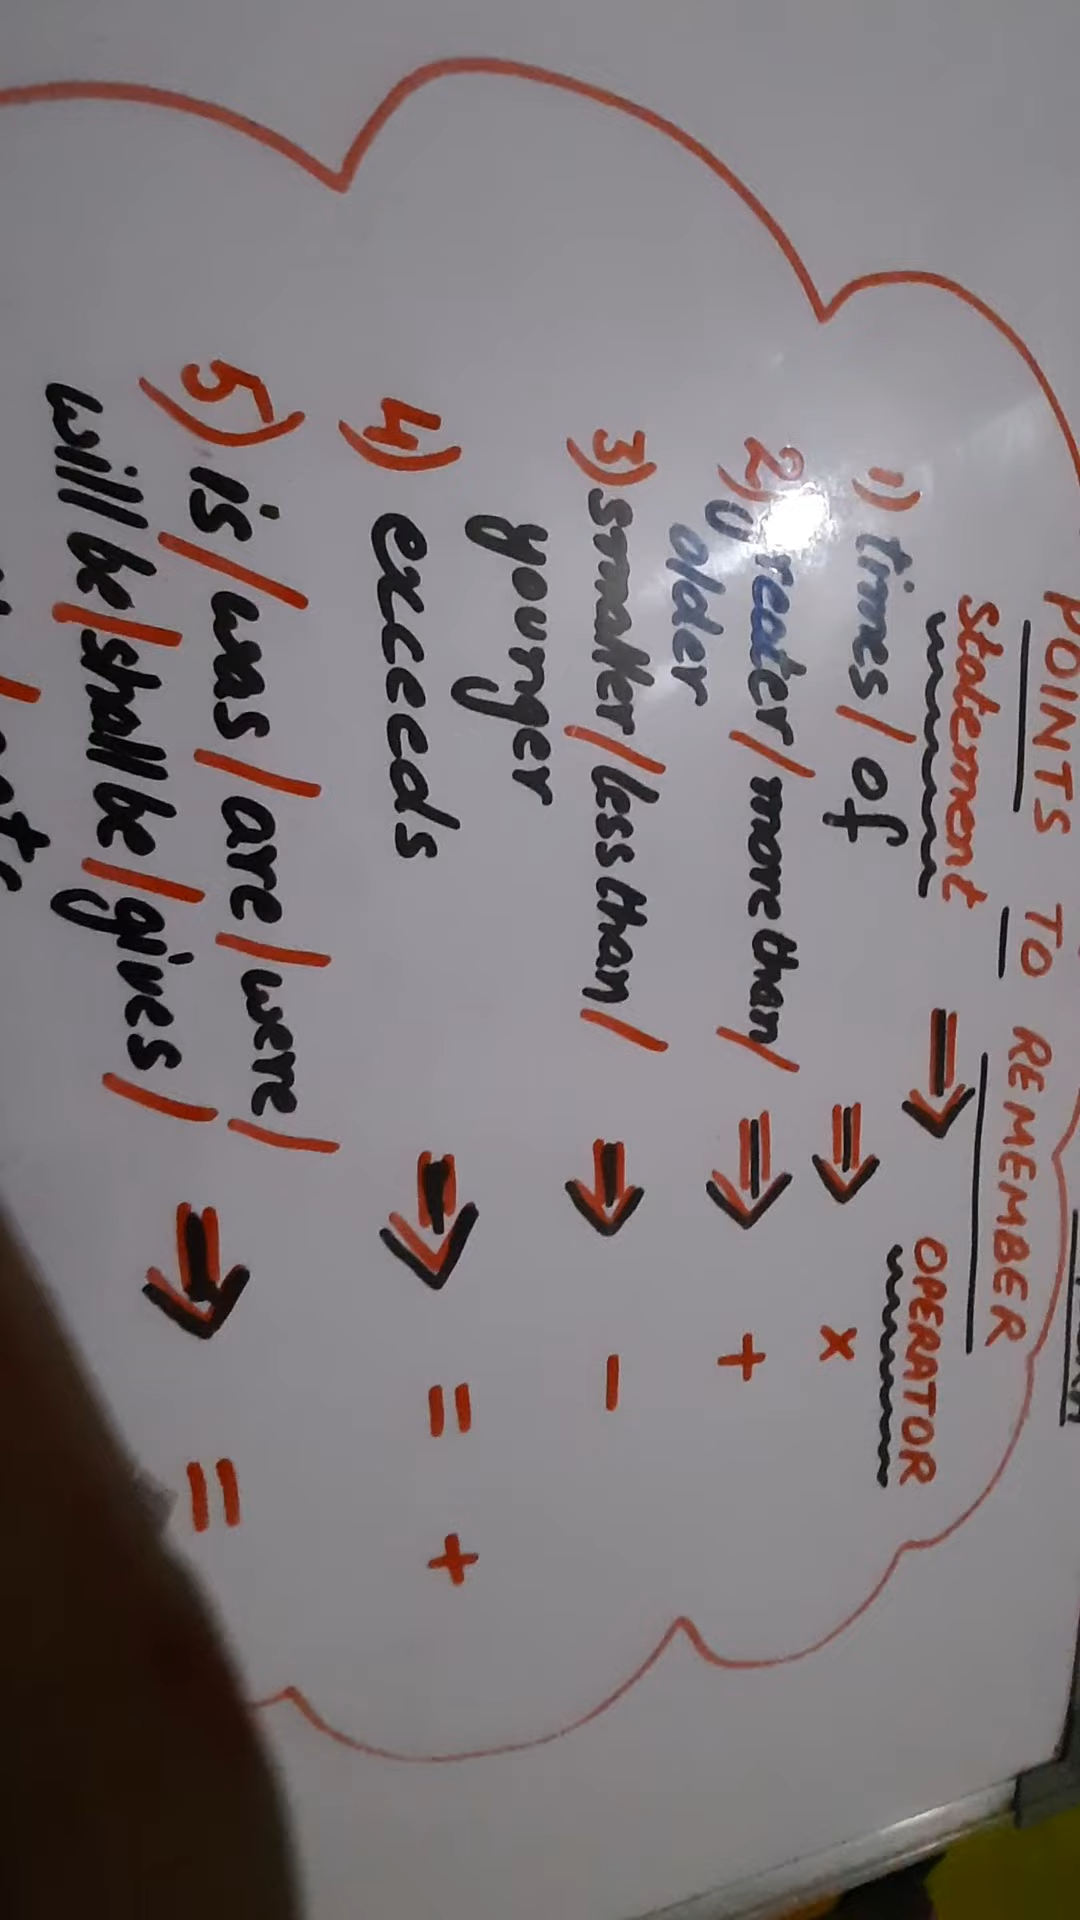 POINTS TO REMEMBER
Statement ⇒ OPERATOR
1) times/of ⇒ ×
2) greater/more than/ ⇒ +
older
3) smaller/less than/ ⇒ -
younger
4) exceeds ⇒ = +
5) is/was/are/were/ ⇒ =
will be/shall be/gives/